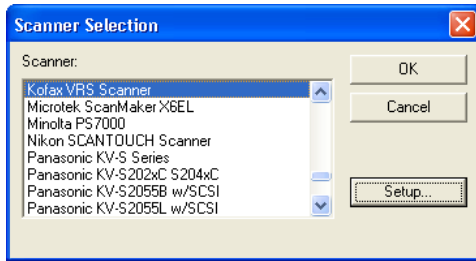 Scanner Selection
Scanner:
Kofax VRS Scanner
Microtek ScanMaker X6EL
Minolta PS7000
Nikon SCANTOUCH Scanner
Panasonic KV-S Series
Panasonic KV-S202xC S204xC
Panasonic KV-S2055B w/SCSI
Panasonic KV-S2055L w/SCSI
OK
Cancel
Setup...